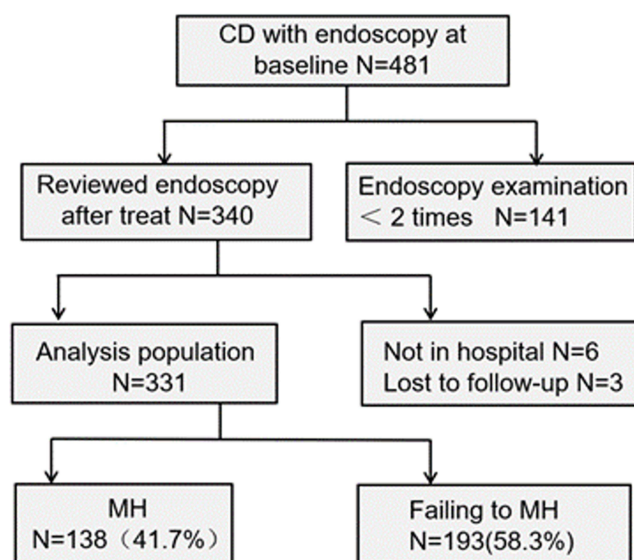 CD with endoscopy at
baseline N=481
Reviewed endoscopy
after treat N=340
Endoscopy examination
＜ 2 times N=141
Analysis population
N=331
Not in hospital N=6
Lost to follow-up N=3
MH
N=138（41.7%）
Failing to MH
N=193(58.3%)